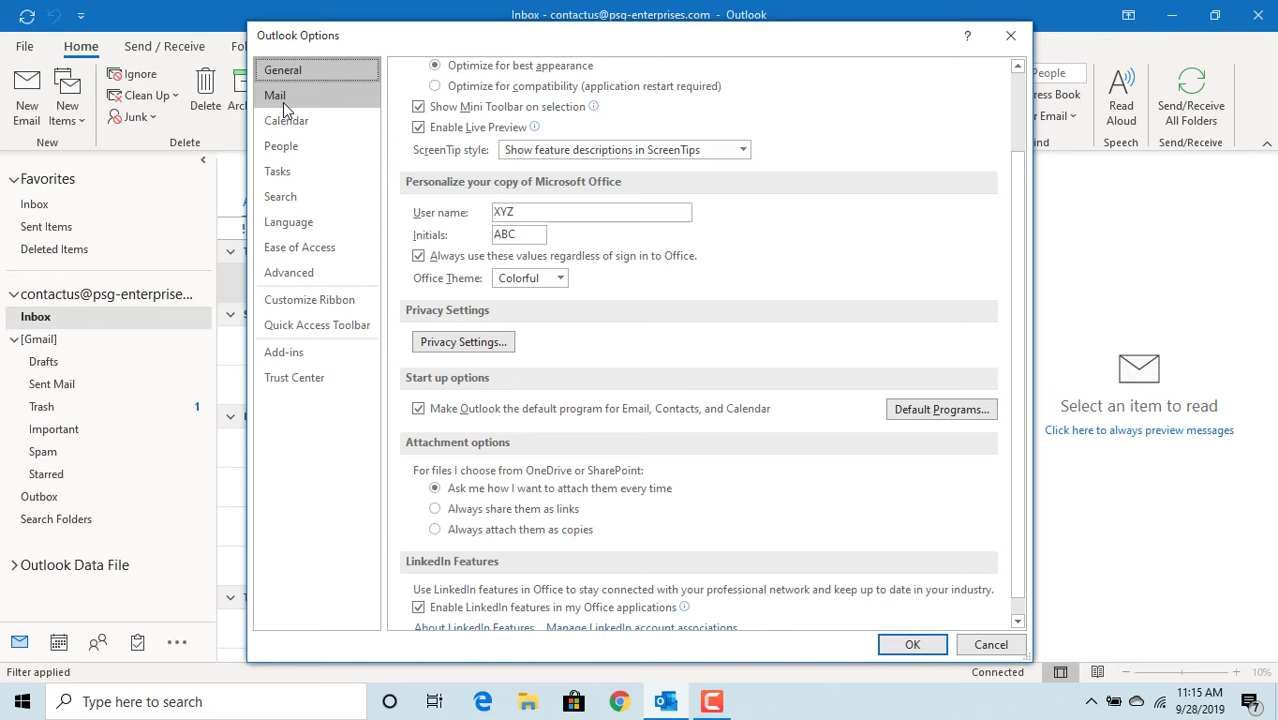 Inbox - contactus@psg-enterprises.com - Outlook
Outlook Options
?
File
Home
Send / Receive
Fo
New
Email
New
Items
Ignore
Clean Up
Junk
Delete
Arc
Delete
People
ress Book
r Email
Read
Aloud
Speech
Send/Receive
All Folders
Send/Receive
Favorites
Inbox
Sent Items
Deleted Items
contactus@psg-enterprise...
Inbox
[Gmail]
Drafts
Sent Mail
Trash 1
Important
Spam
Starred
Outbox
Search Folders
Outlook Data File
General
Mail
Calendar
People
Tasks
Search
Language
Ease of Access
Advanced
Customize Ribbon
Quick Access Toolbar
Add-ins
Trust Center
Optimize for best appearance
Optimize for compatibility (application restart required)
Show Mini Toolbar on selection
Enable Live Preview
ScreenTip style: Show feature descriptions in ScreenTips
Personalize your copy of Microsoft Office
User name: XYZ
Initials: ABC
Always use these values regardless of sign in to Office.
Office Theme: Colorful
Privacy Settings
Privacy Settings...
Start up options
Make Outlook the default program for Email, Contacts, and Calendar
Default Programs...
Attachment options
For files I choose from OneDrive or SharePoint:
Ask me how I want to attach them every time
Always share them as links
Always attach them as copies
LinkedIn Features
Use LinkedIn features in Office to stay connected with your professional network and keep up to date in your industry.
Enable LinkedIn features in my Office applications
About LinkedIn Features Manage LinkedIn account associations
OK
Cancel
Select an item to read
Click here to always preview messages
Filter applied
Connected
10%
Type here to search
11:15 AM
9/28/2019
7